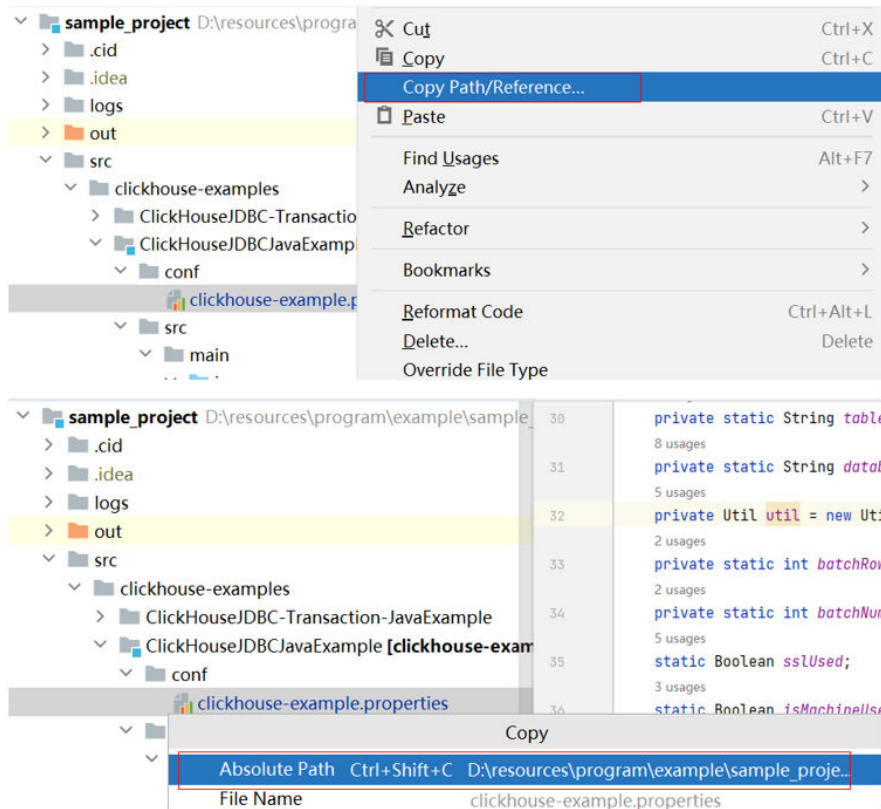 sample_project D:\resources\progra
.cid
.idea
logs
out
src
clickhouse-examples
ClickHouseJDBC-Transactio
ClickHouseJDBCJavaExampl
conf
clickhouse-example.p
src
main
Cut Ctrl+X
Copy Ctrl+C
Copy Path/Reference...
Paste Ctrl+V
Find Usages Alt+F7
Analyze
Refactor
Bookmarks
Reformat Code Ctrl+Alt+L
Delete... Delete
Override File Type
sample_project D:\resources\program\example\sample_
.cid
.idea
logs
out
src
clickhouse-examples
ClickHouseJDBC-Transaction-JavaExample
ClickHouseJDBCJavaExample [clickhouse-exam
conf
clickhouse-example.properties
30 private static String table
8 usages
31 private static String datab
5 usages
32 private Util util = new Uti
2 usages
33 private static int batchRow
2 usages
34 private static int batchNum
5 usages
35 static Boolean sslUsed;
3 usages
36 static Boolean isMachineUse
Copy
Absolute Path Ctrl+Shift+C D:\resources\program\example\sample_proje...
File Name clickhouse-example.properties